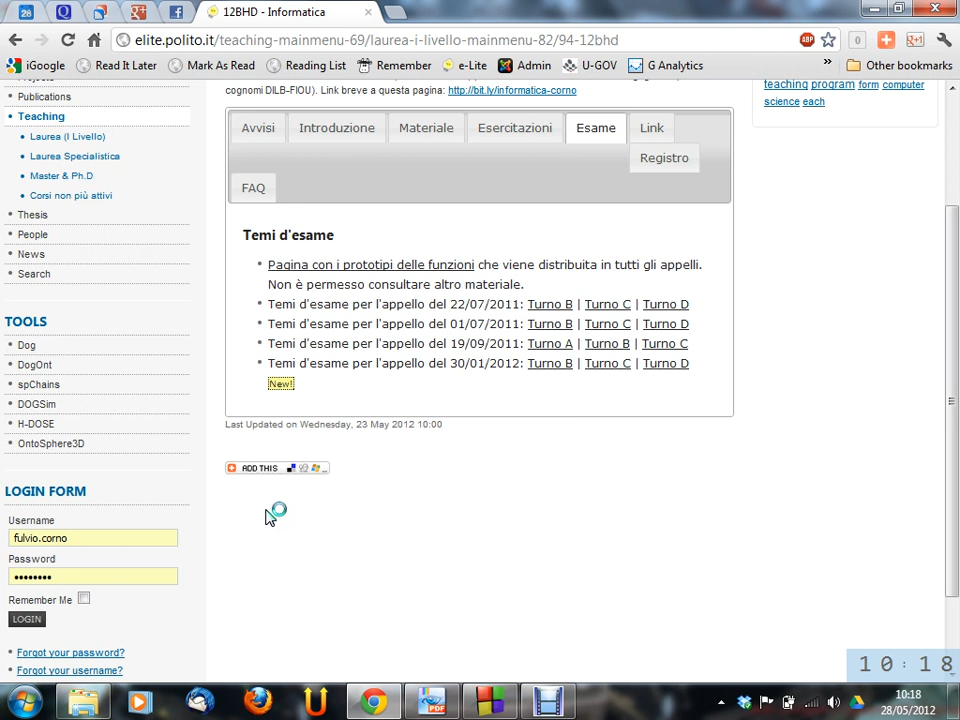 28
12BHD - Informatica
elite.polito.it/teaching-mainmenu-69/laurea-i-livello-mainmenu-82/94-12bhd
ABP
0
iGoogle
Read It Later
Mark As Read
Reading List
Remember
e-Lite
Admin
U-GOV
G Analytics
»
Other bookmarks
Publications
Teaching
Laurea (I Livello)
Laurea Specialistica
Master & Ph.D
Corsi non più attivi
Thesis
People
News
Search
TOOLS
Dog
DogOnt
spChains
DOGSim
H-DOSE
OntoSphere3D
LOGIN FORM
Username
fulvio.corno
Password
••••••••
Remember Me
LOGIN
Forgot your password?
Forgot your username?
cognomi DILB-FIOU). Link breve a questa pagina: http://bit.ly/informatica-corno
Avvisi
Introduzione
Materiale
Esercitazioni
Esame
Link
Registro
FAQ
Temi d'esame
Pagina con i prototipi delle funzioni che viene distribuita in tutti gli appelli.
Non è permesso consultare altro materiale.
Temi d'esame per l'appello del 22/07/2011: Turno B | Turno C | Turno D
Temi d'esame per l'appello del 01/07/2011: Turno B | Turno C | Turno D
Temi d'esame per l'appello del 19/09/2011: Turno A | Turno B | Turno C
Temi d'esame per l'appello del 30/01/2012: Turno B | Turno C | Turno D
New!
Last Updated on Wednesday, 23 May 2012 10:00
ADD THIS
teaching program form computer
science each
10:18
PDF
10:18
28/05/2012